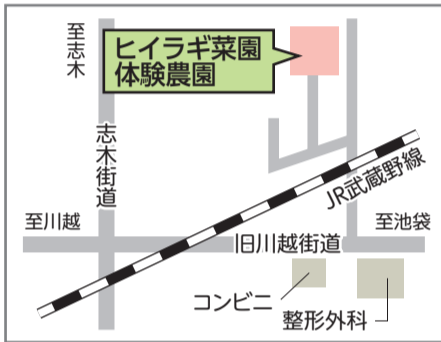 至志木
ヒイラギ菜園
体験農園
志木街道
JR武蔵野線
至川越
至池袋
旧川越街道
コンビニ
整形外科